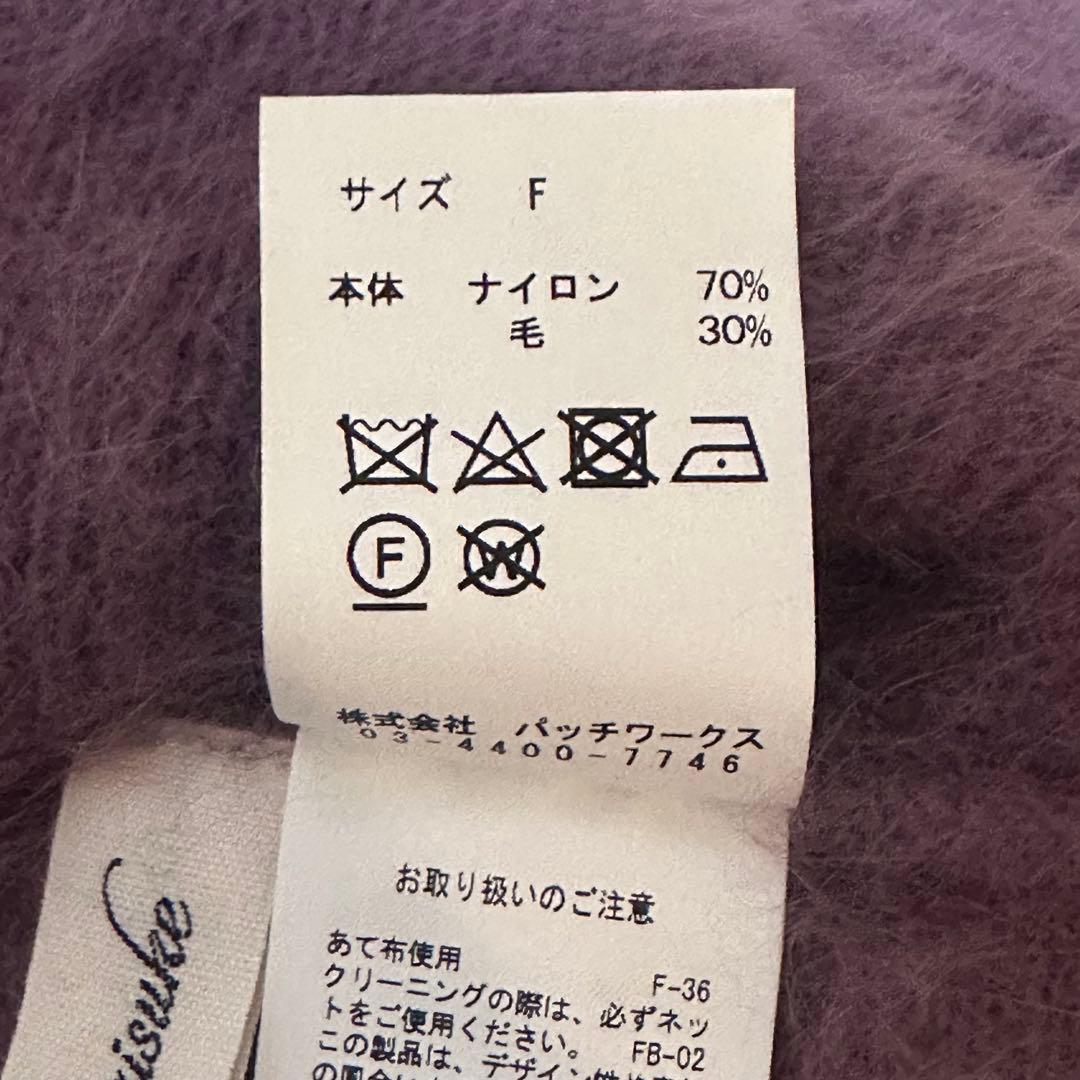 サイズ F
本体 ナイロン 70%
毛 30%
F W
株式会社 パッチワークス
03-4400-7746
お取り扱いのご注意
あて布使用
F-36
クリーニングの際は、必ずネッ
トをご使用ください。 FB-02
この製品は、デザイン
isuke